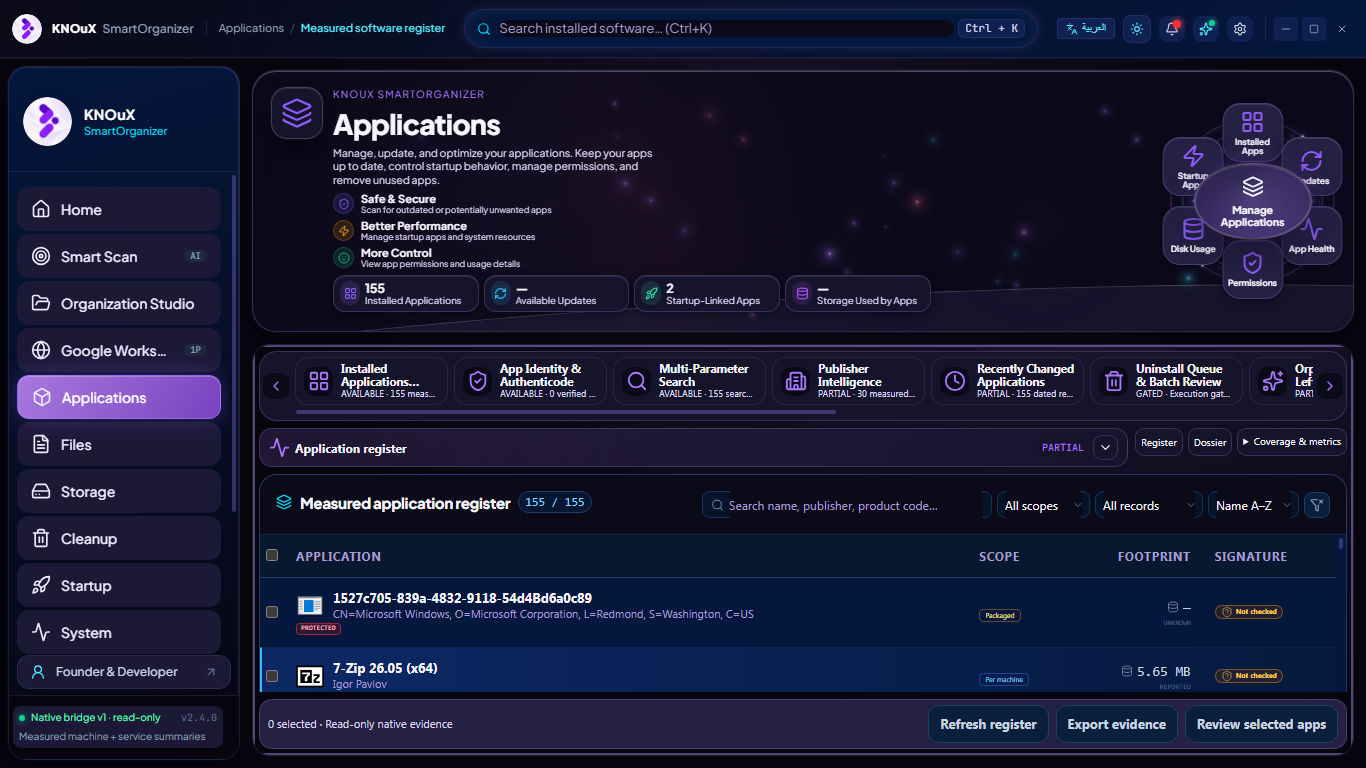 KNOuX SmartOrganizer
Applications / Measured software register
Search installed software... (Ctrl+K)
Ctrl + K
العربية
KNOuX
SmartOrganizer
Home
Smart Scan AI
Organization Studio
Google Works... 1P
Applications
Files
Storage
Cleanup
Startup
System
Founder & Developer
Native bridge v1 · read-only v2.4.0
Measured machine + service summaries
KNOUX SMARTORGANIZER
Applications
Manage, update, and optimize your applications. Keep your apps
up to date, control startup behavior, manage permissions, and
remove unused apps.
Safe & Secure
Scan for outdated or potentially unwanted apps
Better Performance
Manage startup apps and system resources
More Control
View app permissions and usage details
155
Installed Applications
—
Available Updates
2
Startup-Linked Apps
—
Storage Used by Apps
Installed
Apps
Startup
App
dates
Manage
Applications
Disk Usage
App Health
Permissions
Installed
Applications...
AVAILABLE · 155 meas...
App Identity &
Authenticode
AVAILABLE · 0 verified ...
Multi-Parameter
Search
AVAILABLE · 155 searc...
Publisher
Intelligence
PARTIAL · 30 measured...
Recently Changed
Applications
PARTIAL · 155 dated re...
Uninstall Queue
& Batch Review
GATED · Execution gat...
Orp
Lef
PART
Application register
PARTIAL
Register
Dossier
Coverage & metrics
Measured application register 155 / 155
Search name, publisher, product code...
All scopes
All records
Name A–Z
APPLICATION SCOPE FOOTPRINT SIGNATURE
1527c705-839a-4832-9118-54d4Bd6a0c89
CN=Microsoft Windows, O=Microsoft Corporation, L=Redmond, S=Washington, C=US
PROTECTED
Packaged
—
UNKNOWN
Not checked
7z
7-Zip 26.05 (x64)
Igor Pavlov
Per machine
5.65 MB
REPORTED
Not checked
0 selected · Read-only native evidence
Refresh register
Export evidence
Review selected apps